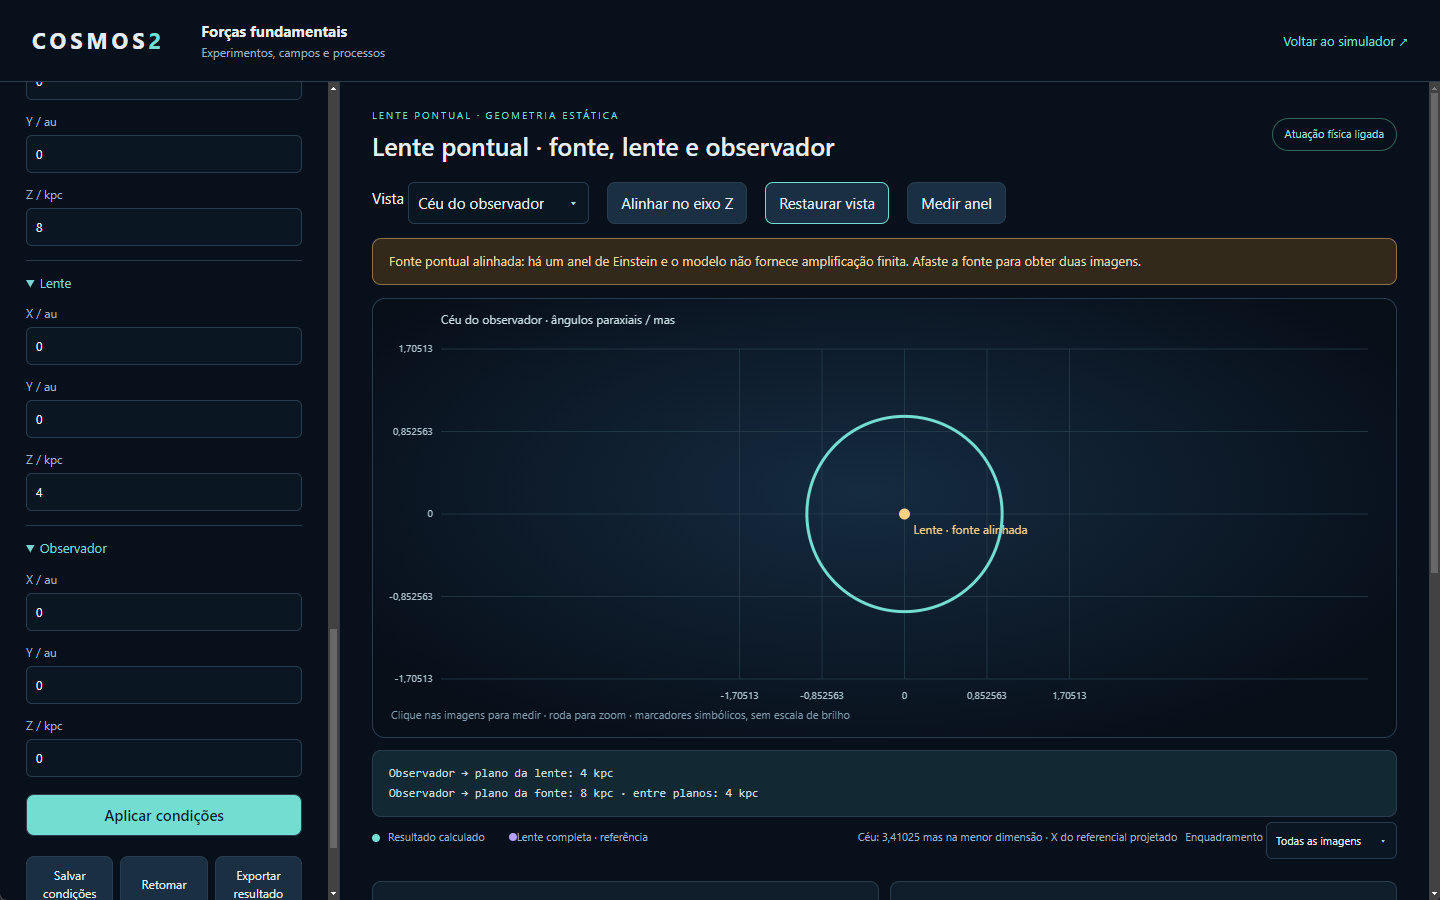 COSMOS2
Forças fundamentais
Experimentos, campos e processos
Voltar ao simulador ↗
0
Y / au
0
Z / kpc
8
▼ Lente
X / au
0
Y / au
0
Z / kpc
4
▼ Observador
X / au
0
Y / au
0
Z / kpc
0
Aplicar condições
Salvar condições
Retomar
Exportar resultado
LENTE PONTUAL · GEOMETRIA ESTÁTICA
Lente pontual · fonte, lente e observador
Atuação física ligada
Vista
Céu do observador
Alinhar no eixo Z
Restaurar vista
Medir anel
Fonte pontual alinhada: há um anel de Einstein e o modelo não fornece amplificação finita. Afaste a fonte para obter duas imagens.
Céu do observador · ângulos paraxiais / mas
1,70513
0,852563
0
-0,852563
-1,70513
Lente · fonte alinhada
-1,70513
-0,852563
0
0,852563
1,70513
Clique nas imagens para medir · roda para zoom · marcadores simbólicos, sem escala de brilho
Observador → plano da lente: 4 kpc
Observador → plano da fonte: 8 kpc · entre planos: 4 kpc
Resultado calculado
Lente completa · referência
Céu: 3,41025 mas na menor dimensão · X do referencial projetado
Enquadramento
Todas as imagens